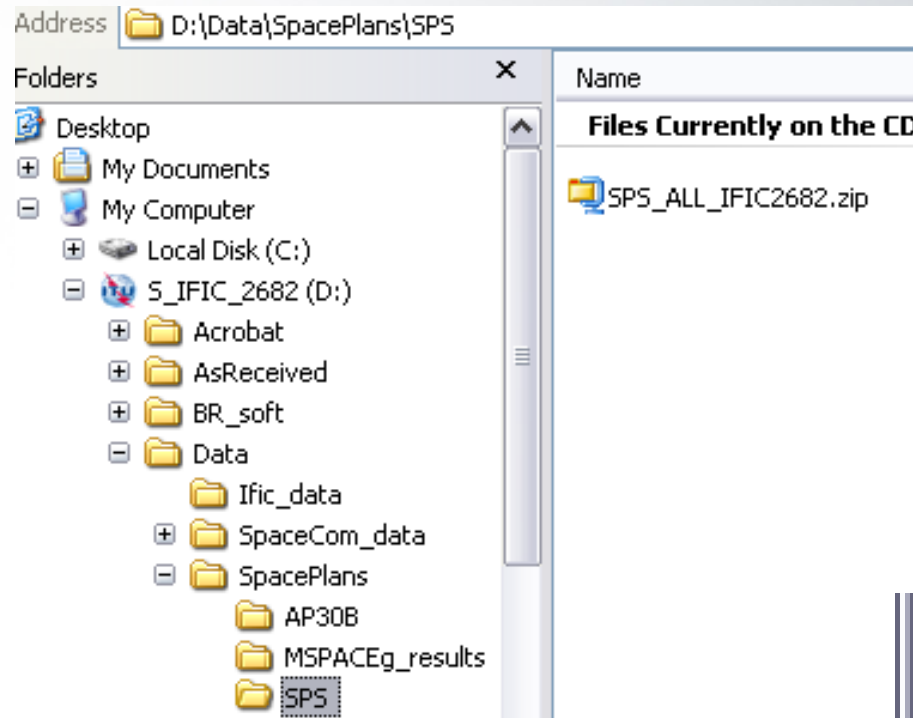 Address D:\Data\SpacePlans\SPS
Folders
Name
Desktop
Files Currently on the CD
My Documents
SPS_ALL_IFIC2682.zip
My Computer
Local Disk (C:)
S_IFIC_2682 (D:)
Acrobat
AsReceived
BR_soft
Data
Ific_data
SpaceCom_data
SpacePlans
AP30B
MSPACEg_results
SPS